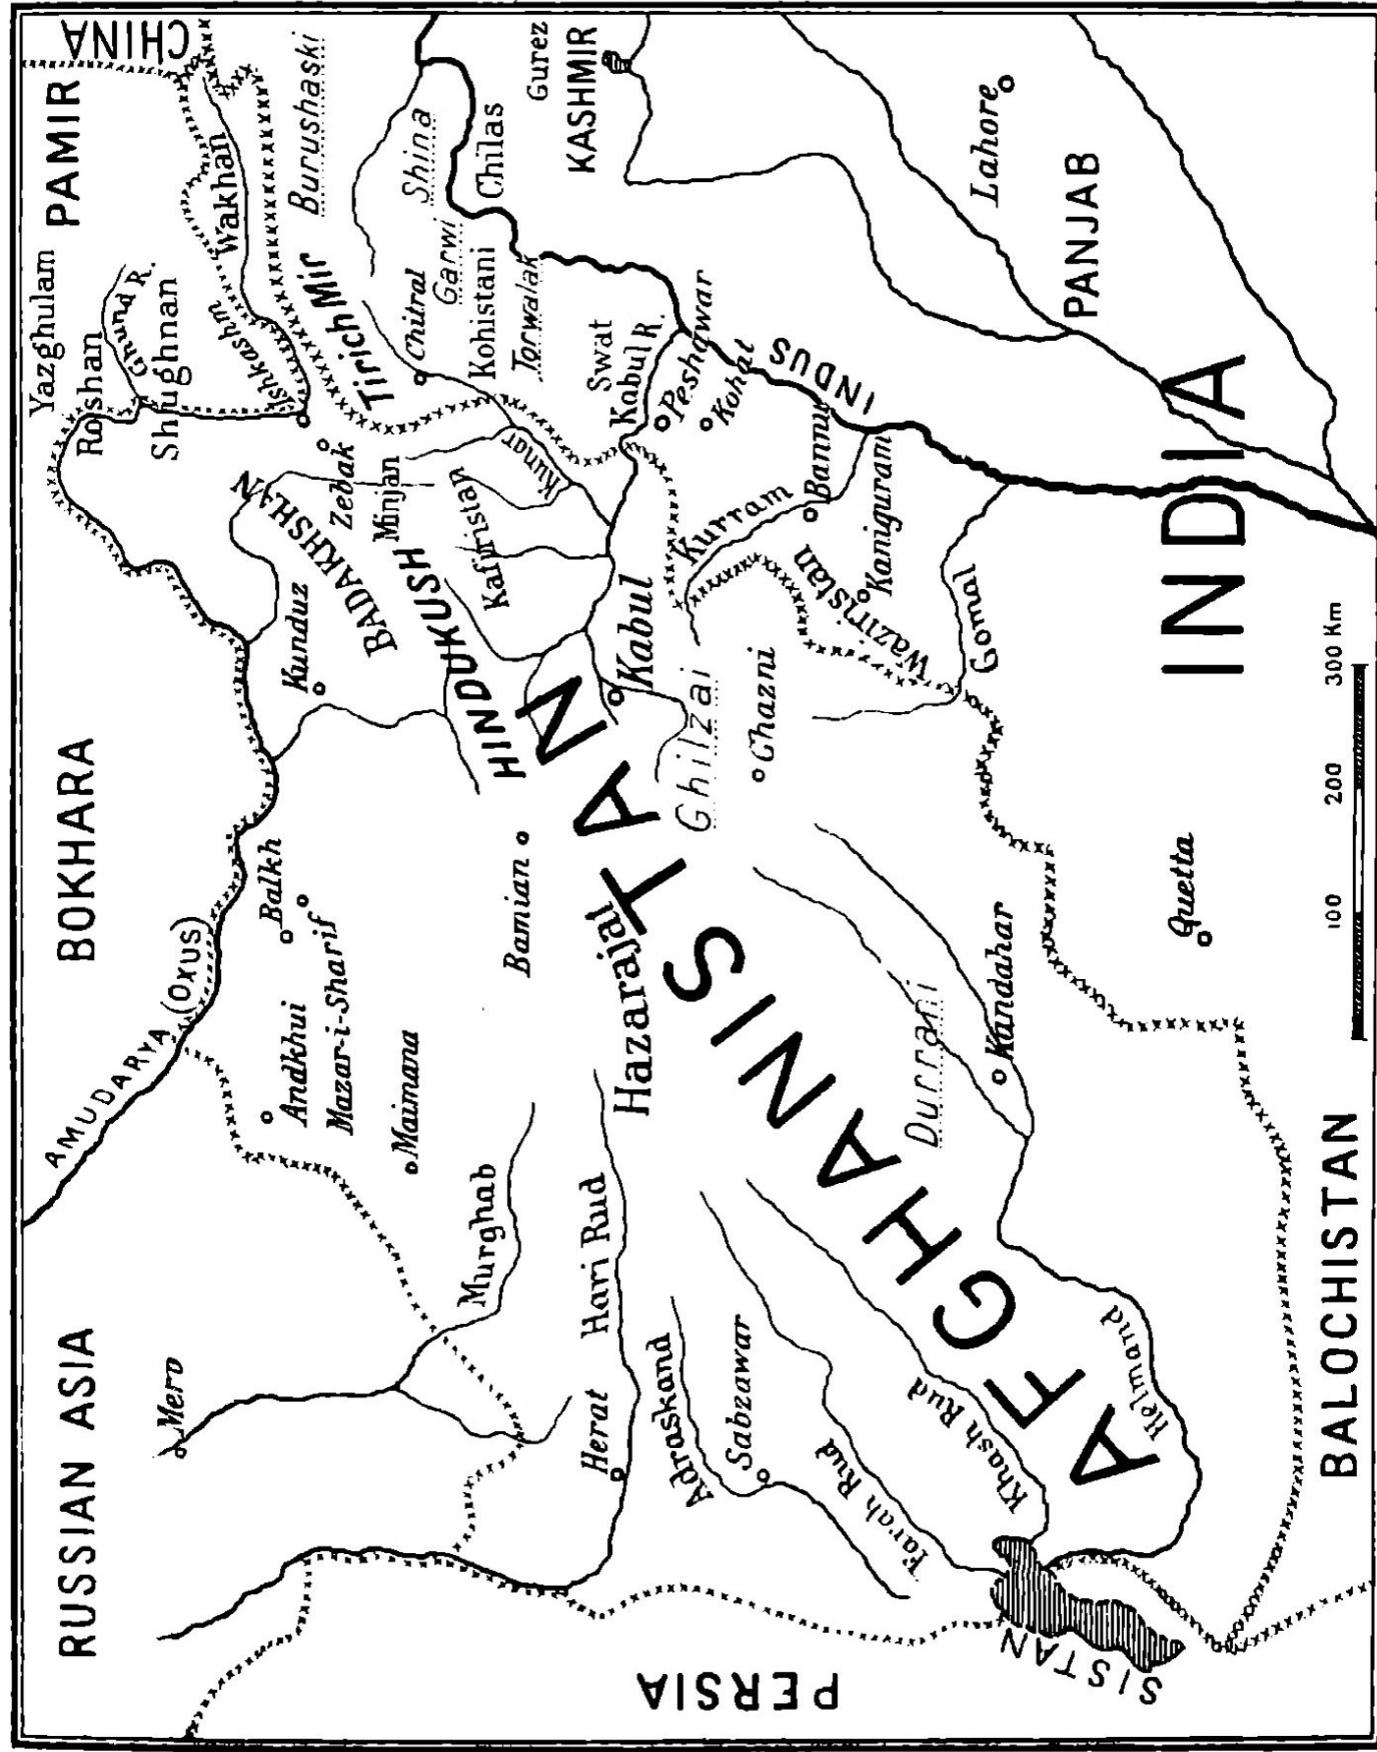 RUSSIAN ASIA
BOKHARA
PAMIR
CHINA
AMUDARYA (OXUS)
Yazghulam
Roshan
Ghund R.
Shughnan
Ishkashm
Wakhan
Merv
Andkhui
Balkh
Mazar-i-Sharif
Maimana
Kunduz
BADAKHSHAN
Zebak
Minjan
Tirich Mir
Burushaski
Murghab
Bamian
HINDUKUSH
Kafiristan
Kunar
Chitral
Garwi
Shina
Kohistani
Chilas
Torwalak
Gurez
KASHMIR
Herat
Hari Rud
Hazarajat
Kabul
Kabul R.
Swat
Peshawar
Kohat
INDUS
Adraskand
Sabzawar
Ghilzai
Ghazni
Kurram
Bannu
Waziristan
Kaniguram
Gomal
PERSIA
Farah Rud
Khash Rud
AFGHANISTAN
Durrani
Kandahar
Lahore
PANJAB
SISTAN
Helmand
Quetta
INDIA
BALOCHISTAN
100 200 300 Km